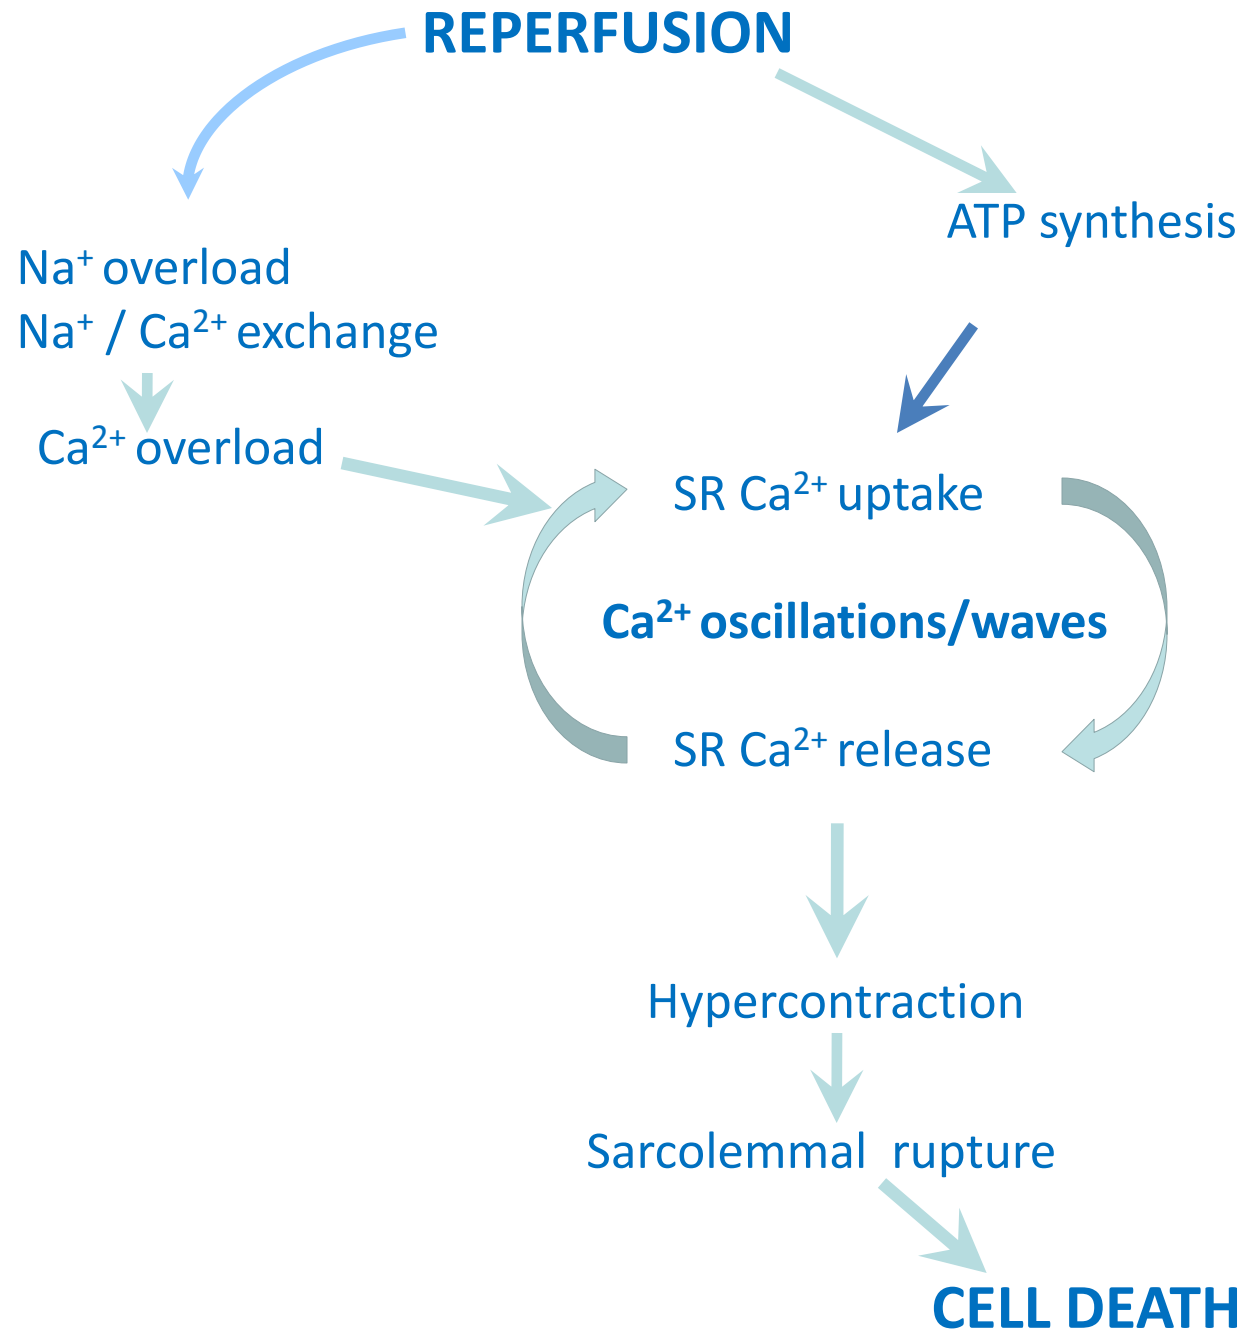 REPERFUSION
ATP synthesis
Na⁺ overload
Na⁺ / Ca²⁺ exchange
Ca²⁺ overload
SR Ca²⁺ uptake
Ca²⁺ oscillations/waves
SR Ca²⁺ release
Hypercontraction
Sarcolemmal rupture
CELL DEATH